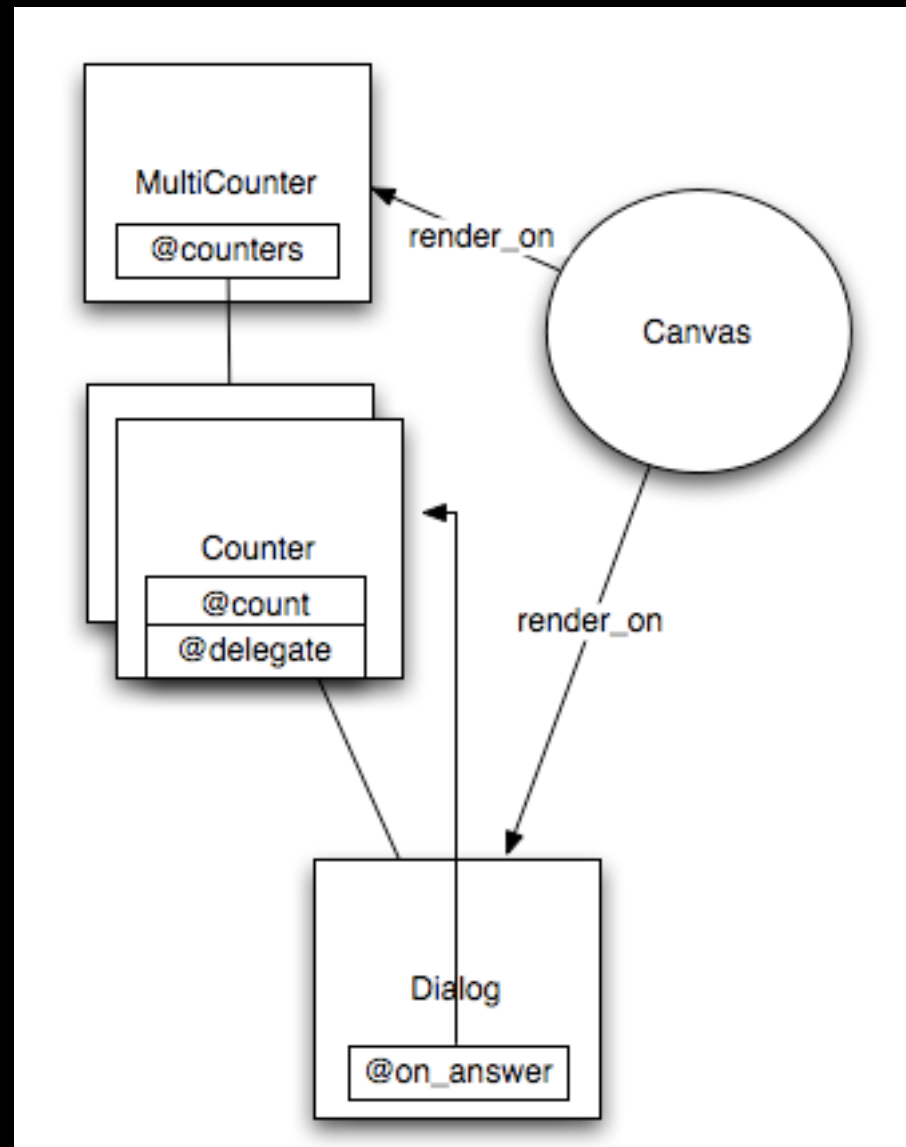 MultiCounter
@counters
render_on
Canvas
Counter
@count
@delegate
render_on
Dialog
@on_answer